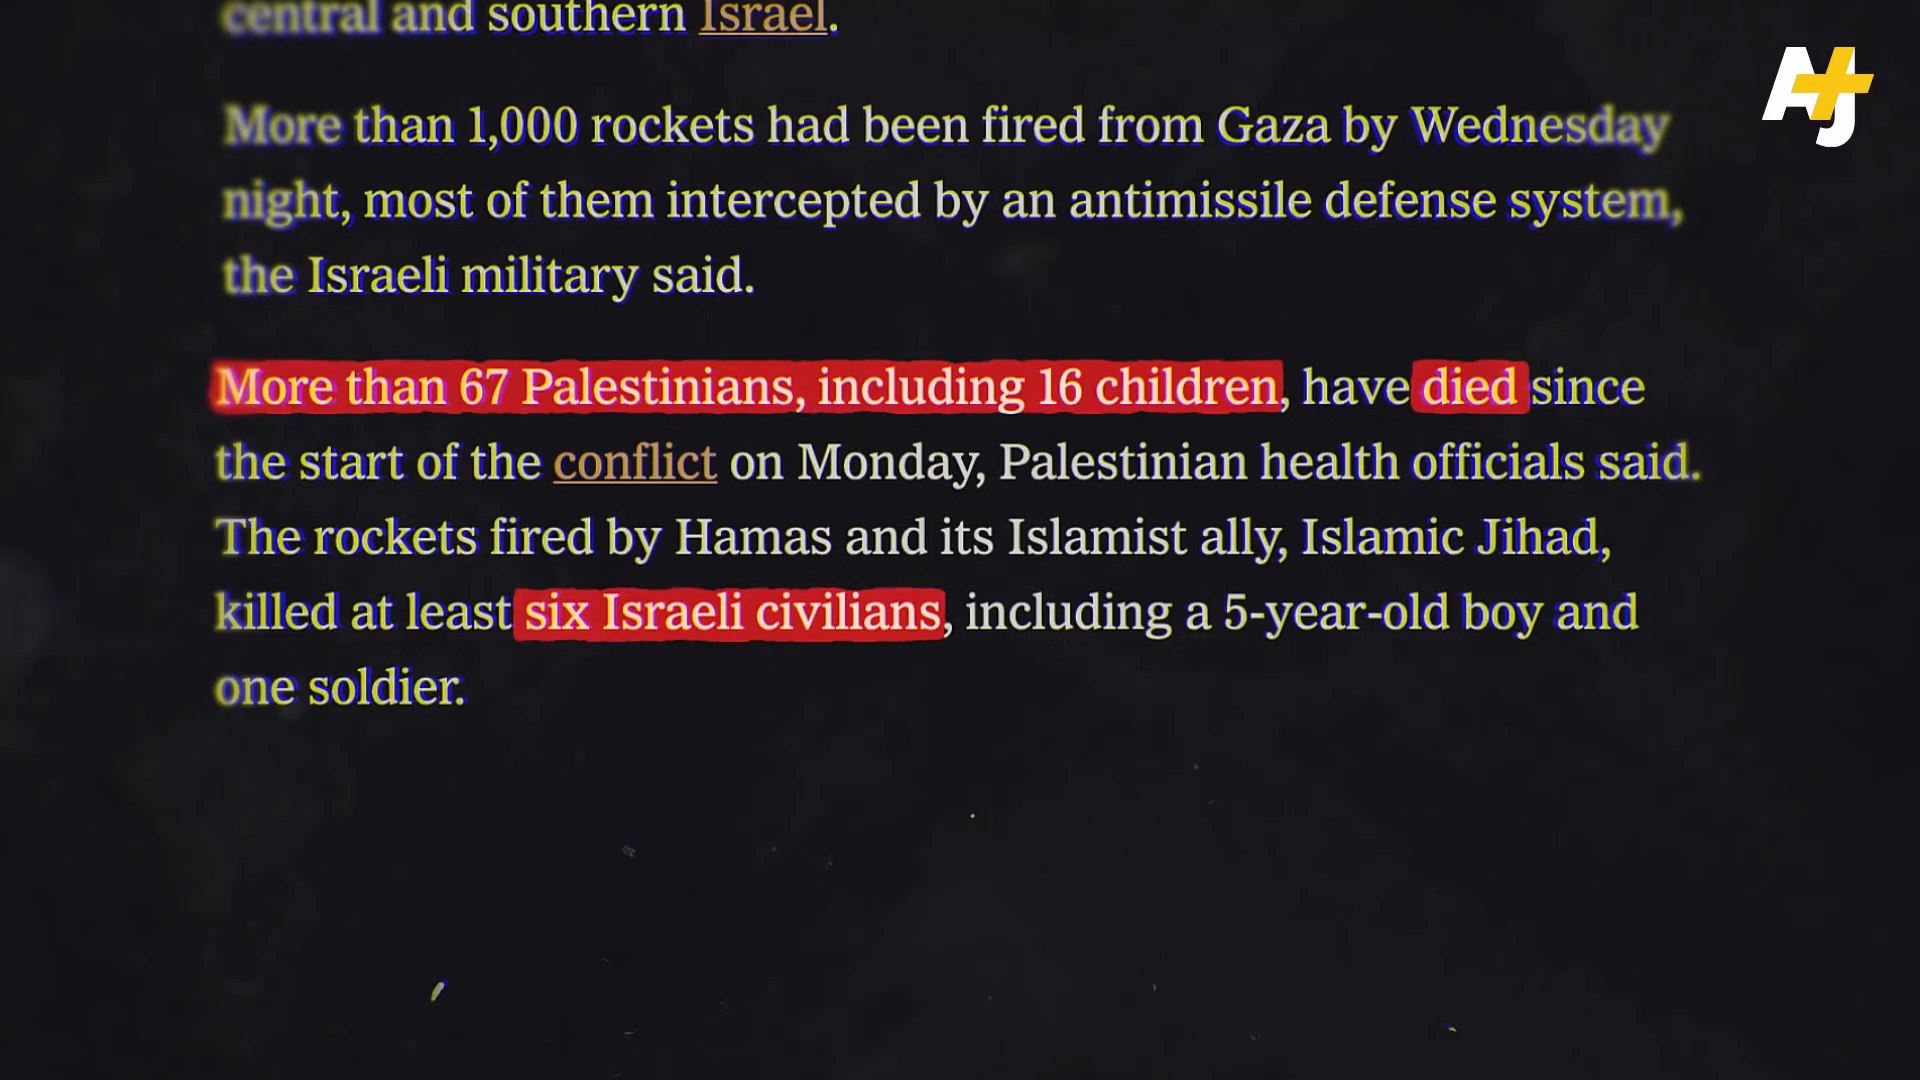 central and southern Israel.
AJ+
More than 1,000 rockets had been fired from Gaza by Wednesday
night, most of them intercepted by an antimissile defense system,
the Israeli military said.
More than 67 Palestinians, including 16 children, have died since
the start of the conflict on Monday, Palestinian health officials said.
The rockets fired by Hamas and its Islamist ally, Islamic Jihad,
killed at least six Israeli civilians, including a 5-year-old boy and
one soldier.